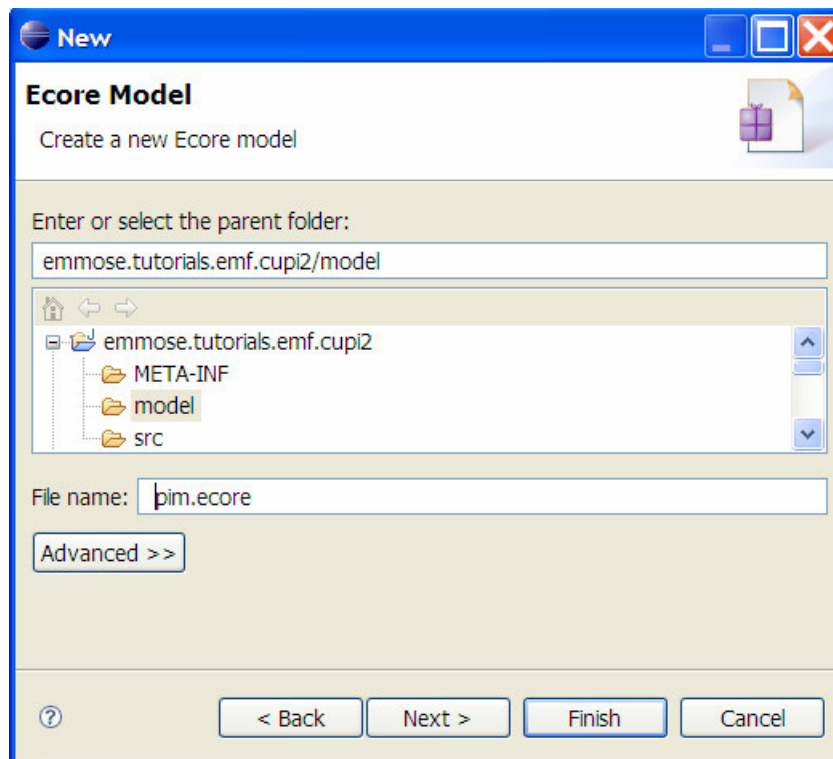 New
Ecore Model
Create a new Ecore model
Enter or select the parent folder:
emmose.tutorials.emf.cupi2/model
emmose.tutorials.emf.cupi2
META-INF
model
src
File name: pim.ecore
Advanced >>
? < Back Next > Finish Cancel